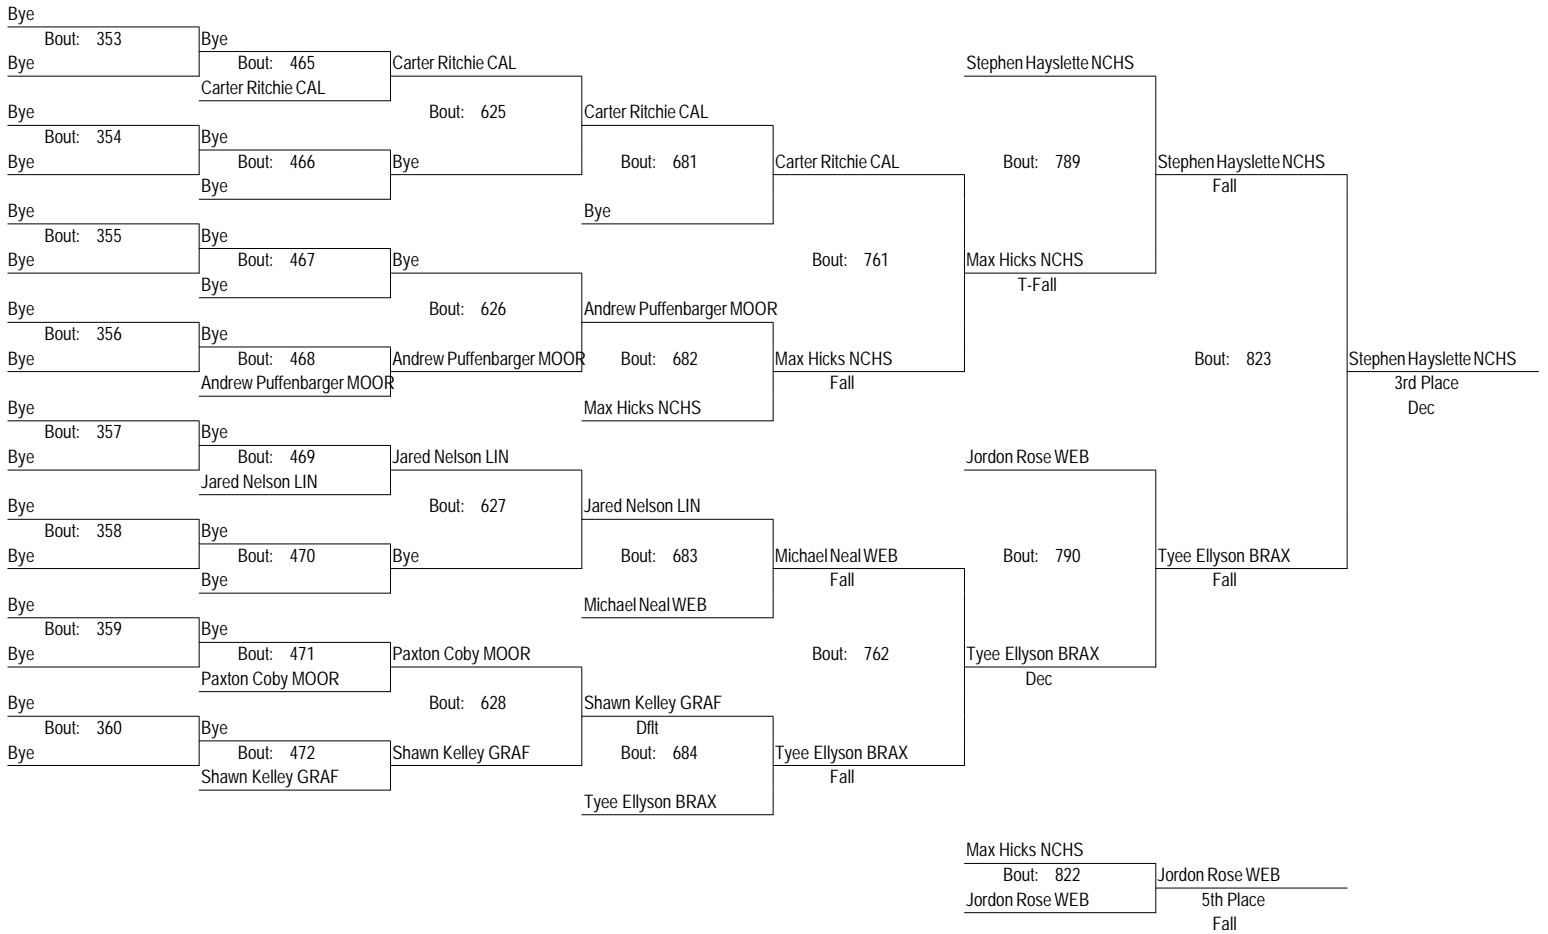 Bye
Bout: 353
Bye
Bye
Bout: 354
Bye
Bye
Bout: 355
Bye
Bye
Bout: 356
Bye
Bye
Bout: 357
Bye
Bye
Bout: 358
Bye
Bye
Bout: 359
Bye
Bye
Bout: 360
Bye
Bye
Bout: 465
Carter Ritchie CAL
Bye
Bout: 466
Bye
Bye
Bout: 467
Bye
Bye
Bout: 468
Andrew Puffenbarger MOOR
Bye
Bout: 469
Jared Nelson LIN
Bye
Bout: 470
Bye
Bye
Bout: 471
Paxton Coby MOOR
Bye
Bout: 472
Shawn Kelley GRAF
Carter Ritchie CAL
Bout: 625
Bye
Bye
Bout: 626
Andrew Puffenbarger MOOR
Jared Nelson LIN
Bout: 627
Bye
Paxton Coby MOOR
Bout: 628
Shawn Kelley GRAF
Carter Ritchie CAL
Bout: 681
Bye
Andrew Puffenbarger MOOR
Bout: 682
Max Hicks NCHS
Jared Nelson LIN
Bout: 683
Michael Neal WEB
Shawn Kelley GRAF
Dflt
Bout: 684
Tyee Ellyson BRAX
Carter Ritchie CAL
Bout: 761
Max Hicks NCHS
Fall
Michael Neal WEB
Fall
Bout: 762
Tyee Ellyson BRAX
Fall
Stephen Hayslette NCHS
Bout: 789
Max Hicks NCHS
T-Fall
Jordon Rose WEB
Bout: 790
Tyee Ellyson BRAX
Dec
Stephen Hayslette NCHS
Fall
Bout: 823
Tyee Ellyson BRAX
Fall
Stephen Hayslette NCHS
3rd Place
Dec
Max Hicks NCHS
Bout: 822
Jordon Rose WEB
Jordon Rose WEB
5th Place
Fall